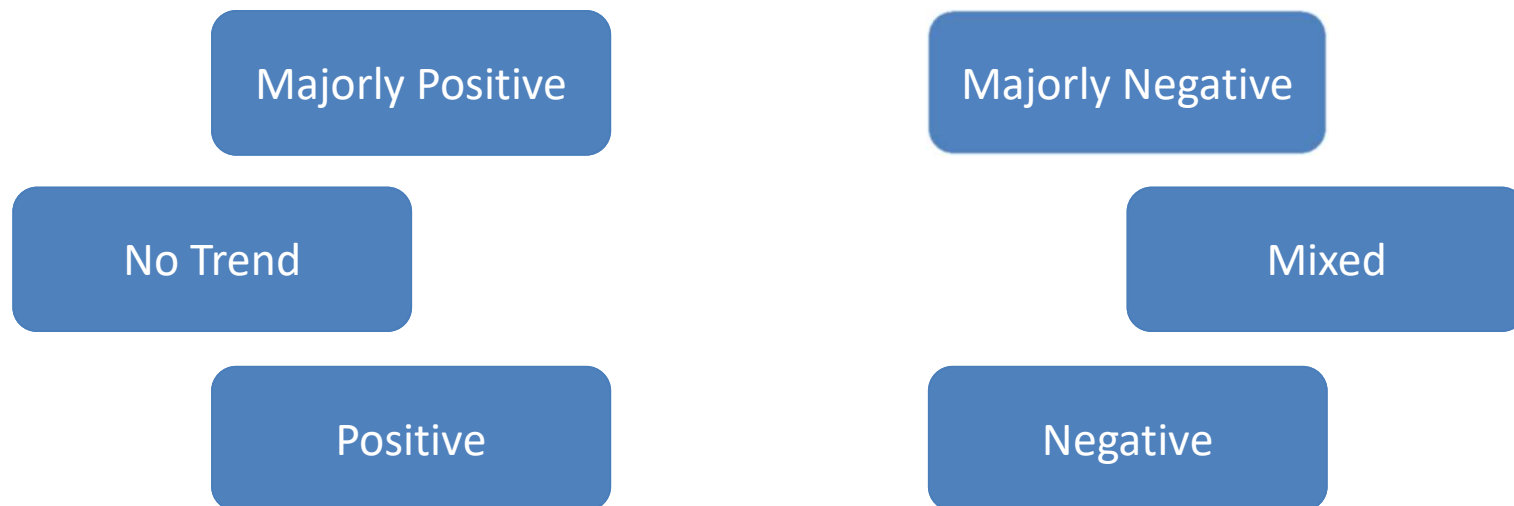 Majorly Positive
Majorly Negative
No Trend
Mixed
Positive
Negative